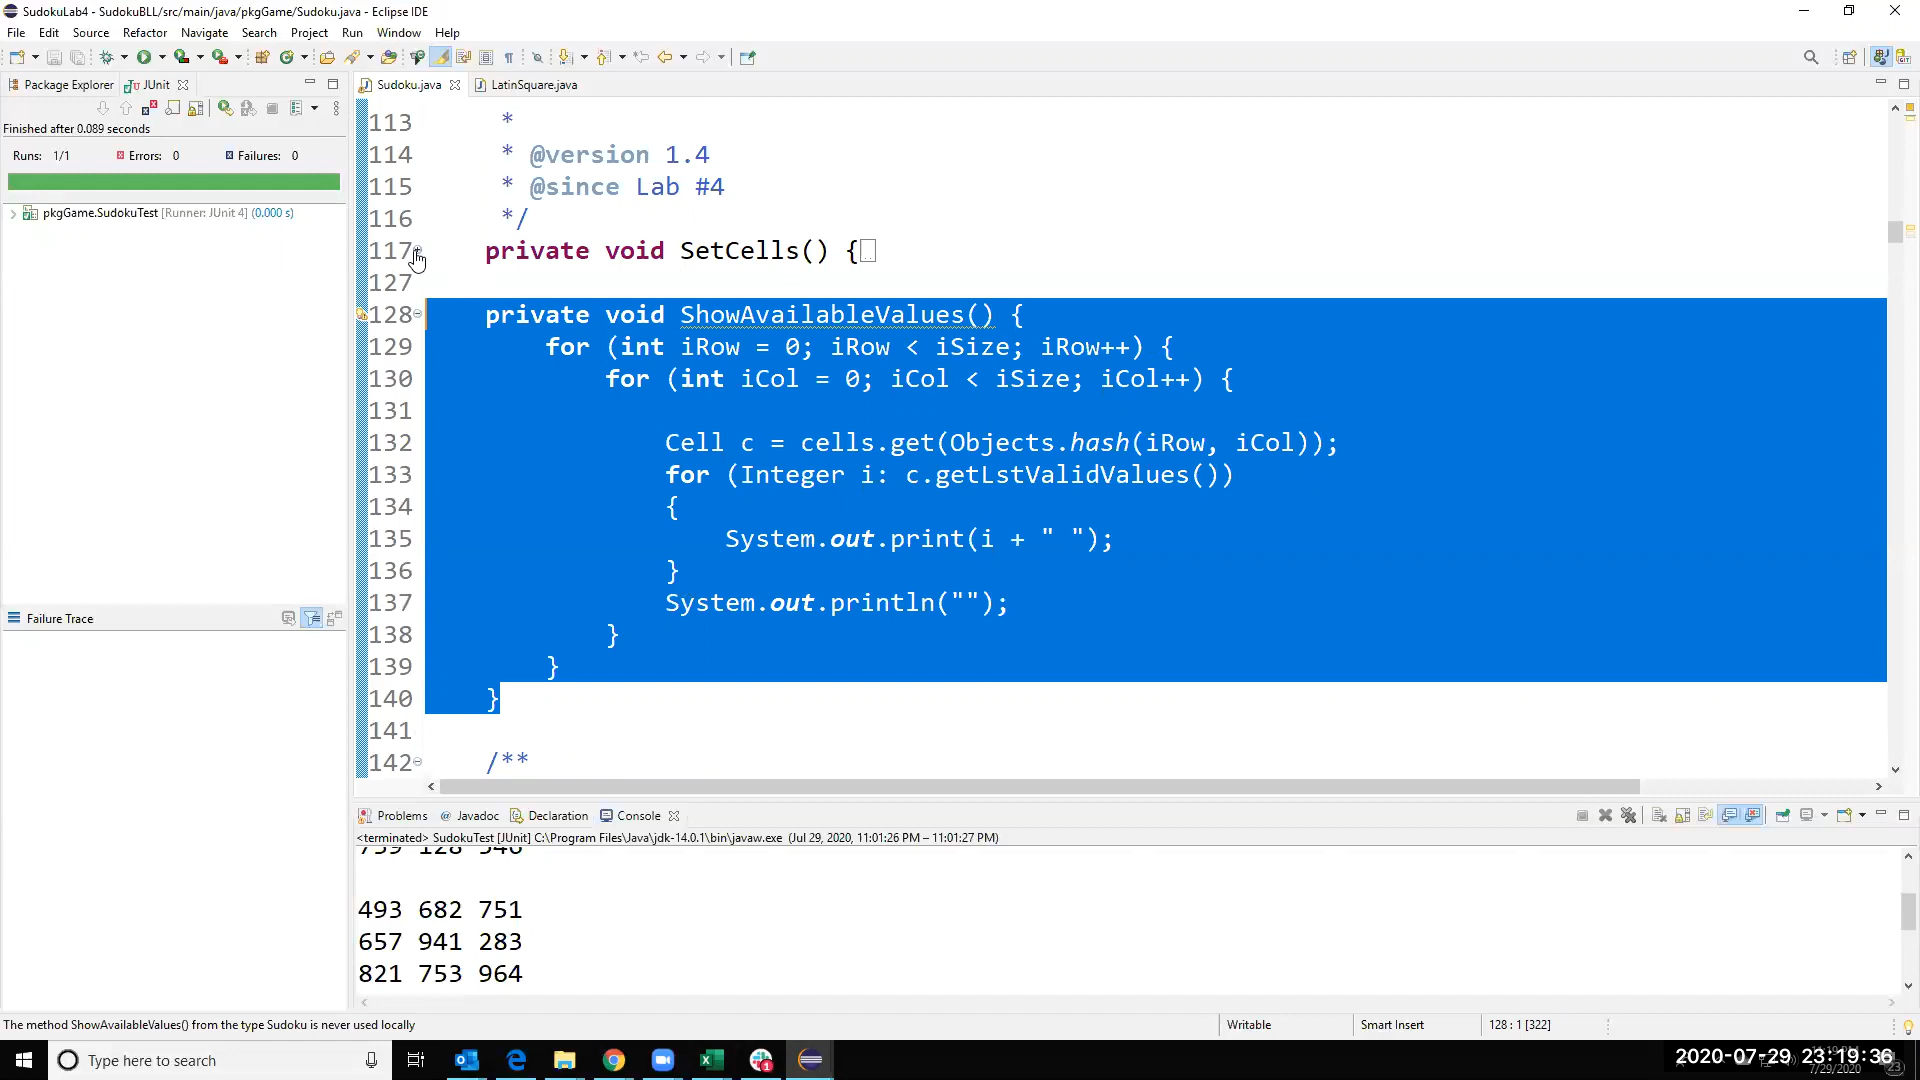 SudokuLab4 - SudokuBLL/src/main/java/pkgGame/Sudoku.java - Eclipse IDE
File Edit Source Refactor Navigate Search Project Run Window Help
Package Explorer JUnit
Sudoku.java LatinSquare.java
Finished after 0.089 seconds
Runs: 1/1 Errors: 0 Failures: 0
pkgGame.SudokuTest [Runner: JUnit 4] (0.000 s)
Failure Trace
113 *
114 * @version 1.4
115 * @since Lab #4
116 */
117 private void SetCells() {
127
128 private void ShowAvailableValues() {
129 for (int iRow = 0; iRow < iSize; iRow++) {
130 for (int iCol = 0; iCol < iSize; iCol++) {
131
132 Cell c = cells.get(Objects.hash(iRow, iCol));
133 for (Integer i: c.getLstValidValues())
134 {
135 System.out.print(i + " ");
136 }
137 System.out.println("");
138 }
139 }
140 }
141
142 /**
Problems @ Javadoc Declaration Console
<terminated> SudokuTest [JUnit] C:\Program Files\Java\jdk-14.0.1\bin\javaw.exe (Jul 29, 2020, 11:01:26 PM – 11:01:27 PM)
759 128 546
493 682 751
657 941 283
821 753 964
The method ShowAvailableValues() from the type Sudoku is never used locally
Writable Smart Insert 128 : 1 [322]
Type here to search
2020-07-29 23:19:36
7/29/2020